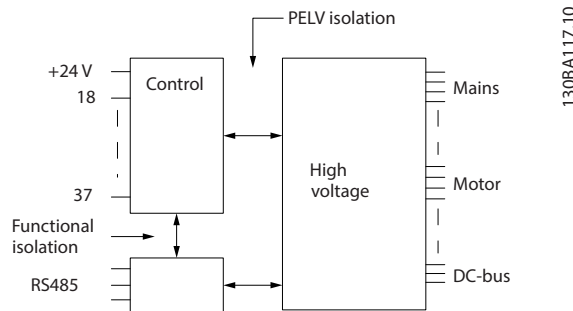 PELV isolation
130BA117.10
+24 V
Control
18
Mains
High
voltage
37
Motor
Functional
isolation
RS485
DC-bus